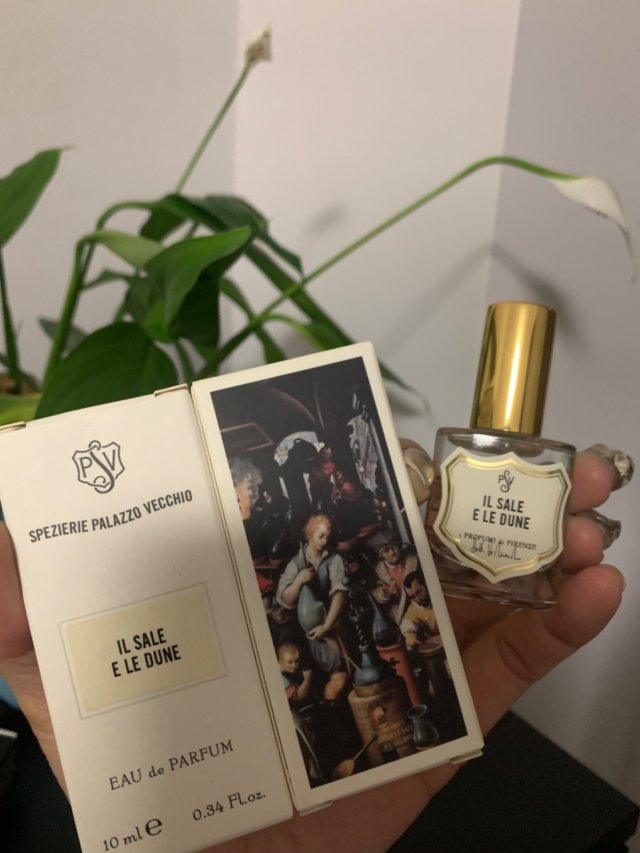 PSV
SPEZIERIE PALAZZO VECCHIO
IL SALE
E LE DUNE
EAU de PARFUM
10 ml e 0.34 Fl.oz.
PSV
IL SALE
E LE DUNE
I PROFUMI di FIRENZE